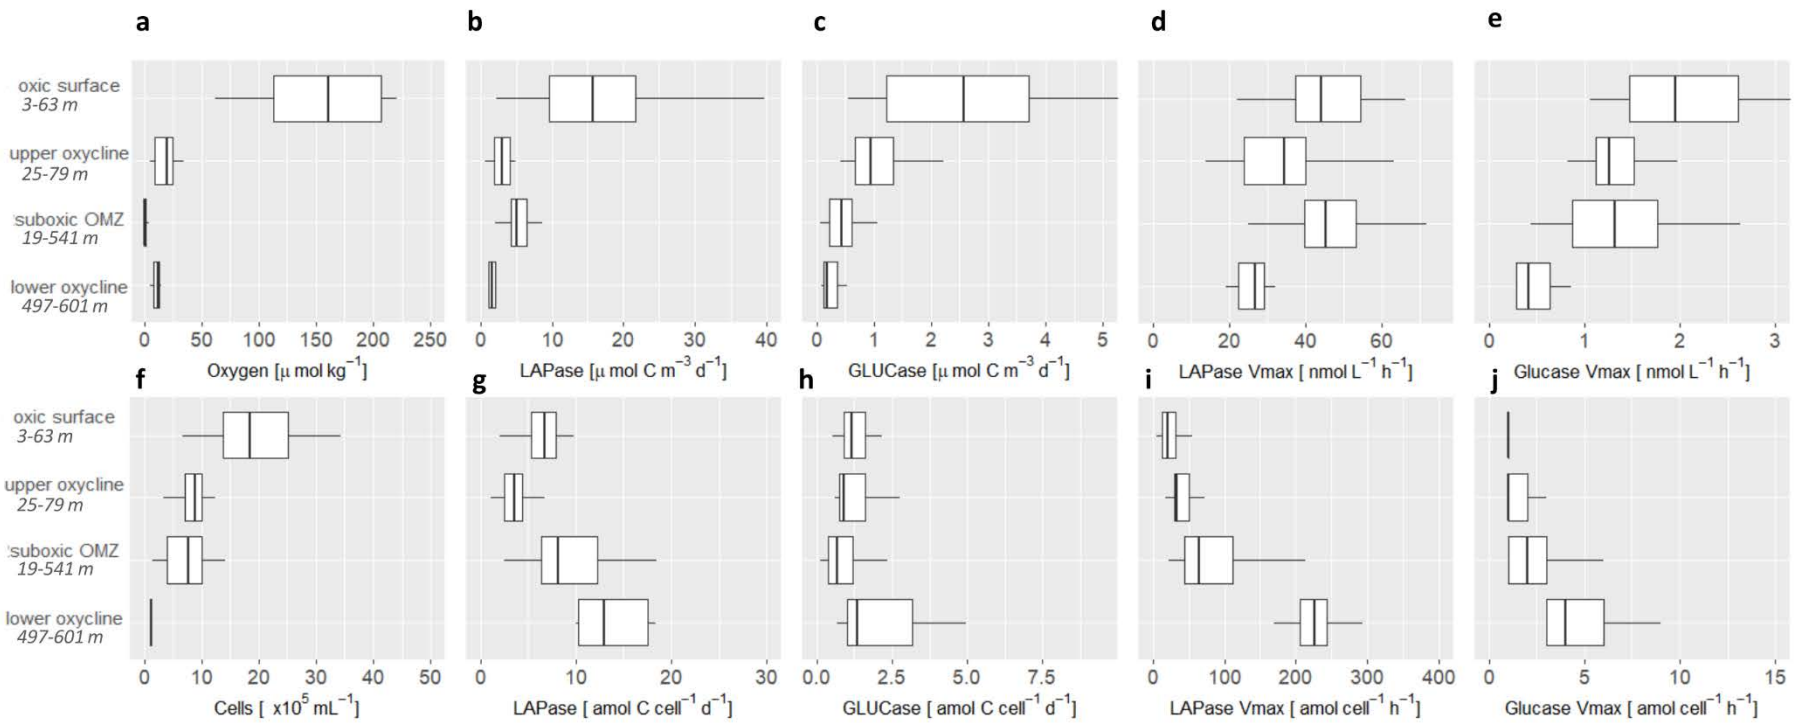 a b c d e
oxic surface
3-63 m
upper oxycline
25-79 m
suboxic OMZ
19-541 m
lower oxycline
497-601 m
0 50 100 150 200 250 0 10 20 30 40 0 1 2 3 4 5 0 20 40 60 0 1 2 3
Oxygen [μ mol kg⁻¹] LAPase [μ mol C m⁻³ d⁻¹] GLUCase [μ mol C m⁻³ d⁻¹] LAPase Vmax [ nmol L⁻¹ h⁻¹] Glucase Vmax [ nmol L⁻¹ h⁻¹]
f g h i j
oxic surface
3-63 m
upper oxycline
25-79 m
suboxic OMZ
19-541 m
lower oxycline
497-601 m
0 10 20 30 40 50 0 10 20 30 0.0 2.5 5.0 7.5 0 100 200 300 400 0 5 10 15
Cells [ x10⁵ mL⁻¹] LAPase [ amol C cell⁻¹ d⁻¹] GLUCase [ amol C cell⁻¹ d⁻¹] LAPase Vmax [ amol cell⁻¹ h⁻¹] Glucase Vmax [ amol cell⁻¹ h⁻¹]